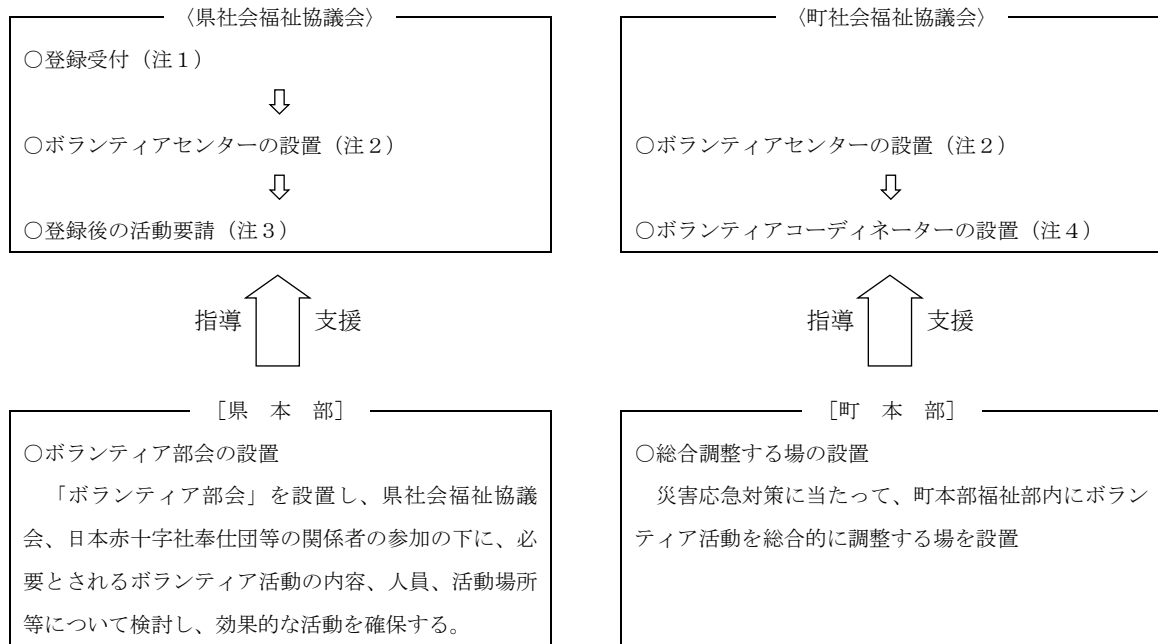 〈県社会福祉協議会〉
○登録受付（注１）
⇩
○ボランティアセンターの設置（注２）
⇩
○登録後の活動要請（注３）
〈町社会福祉協議会〉
○ボランティアセンターの設置（注２）
⇩
○ボランティアコーディネーターの設置（注４）
指導 支援
指導 支援
［県　本　部］
○ボランティア部会の設置
「ボランティア部会」を設置し、県社会福祉協議
会、日本赤十字社奉仕団等の関係者の参加の下に、必
要とされるボランティア活動の内容、人員、活動場所
等について検討し、効果的な活動を確保する。
［町　本　部］
○総合調整する場の設置
災害応急対策に当たって、町本部福祉部内にボラン
ティア活動を総合的に調整する場を設置